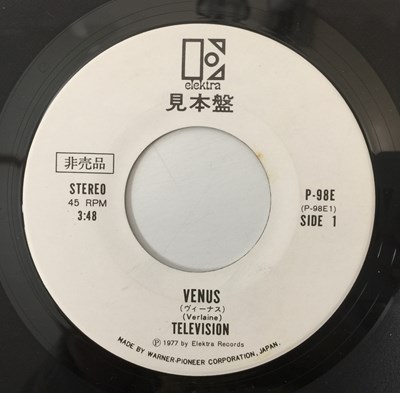 elektra
見本盤
非売品
STEREO
45 RPM
3:48
P-98E
(P-98E1)
SIDE 1
VENUS
(ヴィーナス)
(Verlaine)
TELEVISION
Ⓟ1977 by Elektra Records
MADE BY WARNER-PIONEER CORPORATION, JAPAN.